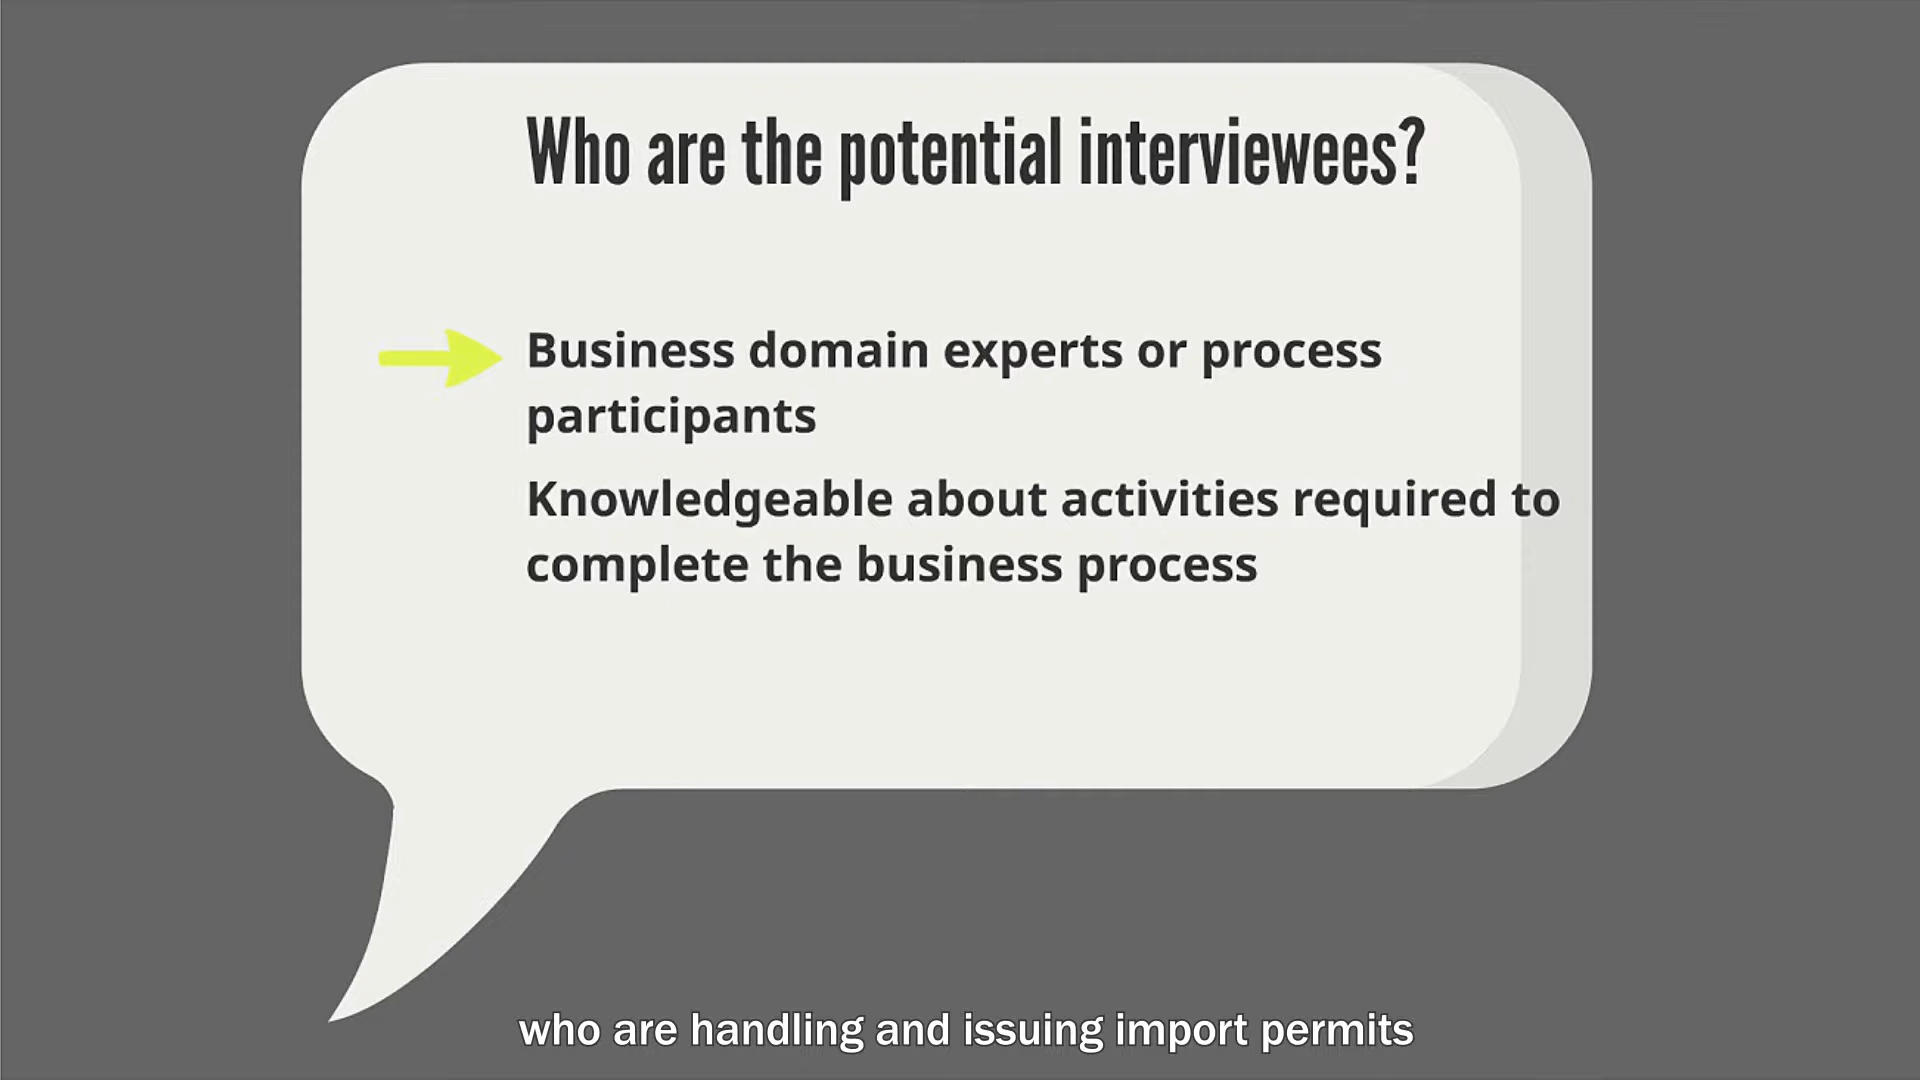 Who are the potential interviewees?
Business domain experts or process
participants
Knowledgeable about activities required to
complete the business process
who are handling and issuing import permits